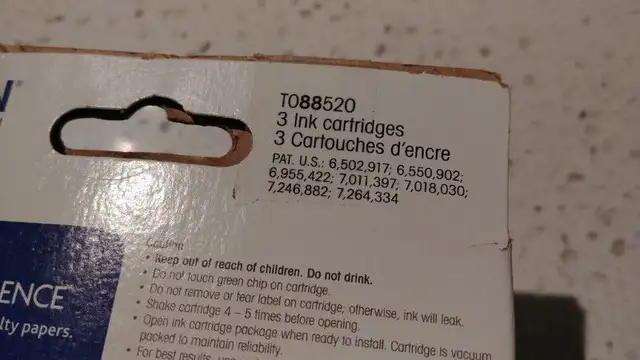 N
TO88520
3 Ink cartridges
3 Cartouches d'encre
PAT. U.S.: 6,502,917; 6,550,902;
6,955,422; 7,011,397; 7,018,030;
7,246,882; 7,264,334
Caution
• Keep out of reach of children. Do not drink.
• Do not touch green chip on cartridge.
• Do not remove or tear label on cartridge; otherwise, ink will leak.
• Shake cartridge 4 – 5 times before opening.
• Open ink cartridge package when ready to install. Cartridge is vacuum
packed to maintain reliability.
• For best results,
ENCE
lty papers.